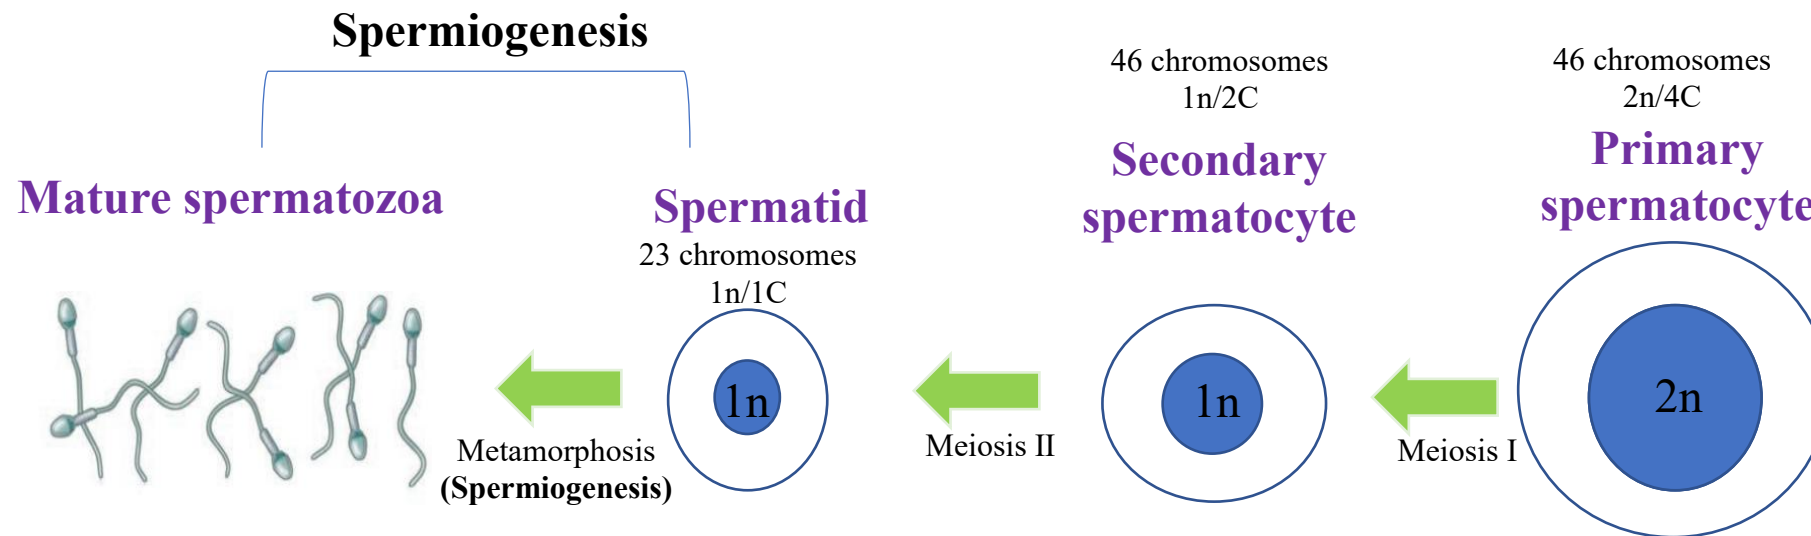 Spermiogenesis
46 chromosomes
1n/2C
46 chromosomes
2n/4C
Mature spermatozoa
Spermatid
23 chromosomes
1n/1C
Secondary
spermatocyte
Primary
spermatocyte
1n
1n
2n
Metamorphosis
(Spermiogenesis)
Meiosis II
Meiosis I